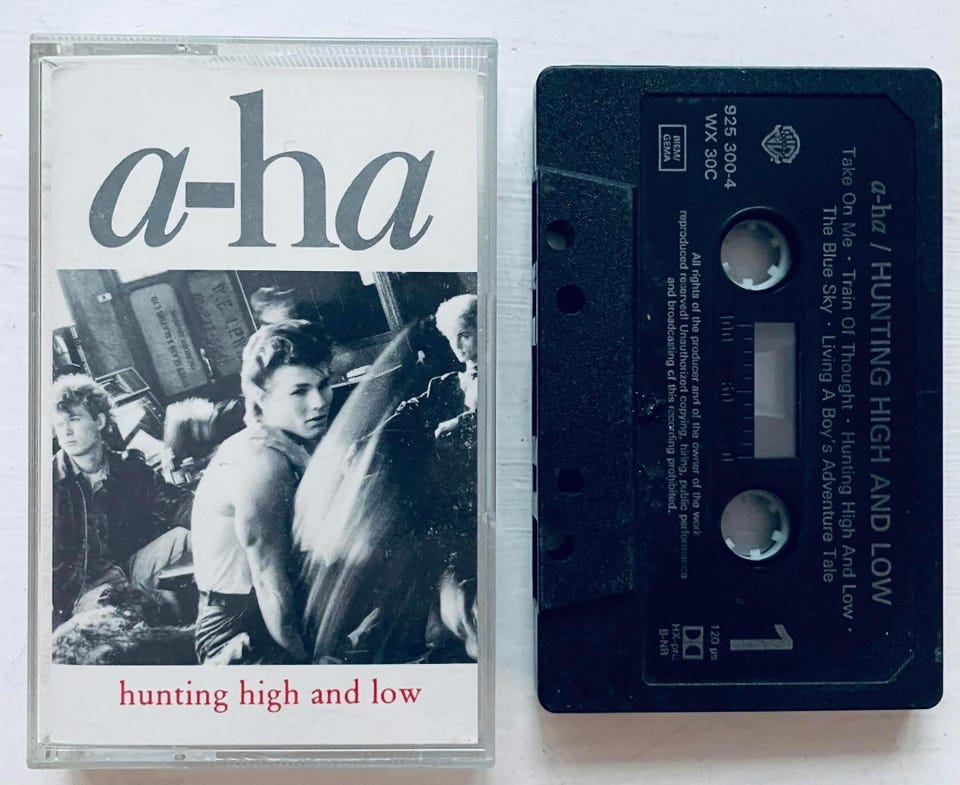 a-ha
hunting high and low
a-ha / HUNTING HIGH AND LOW
Take On Me • Train Of Thought • Hunting High And Low •
The Blue Sky • Living A Boy's Adventure Tale
925 300-4
WX 30C
BIEM/
GEMA
All rights of the producer and of the owner of the work
reproduced reserved! Unauthorized copying, hiring, public performance
and broadcasting of this recording prohibited.
100 50 0
1
120 µs
HX-pro
B-NR